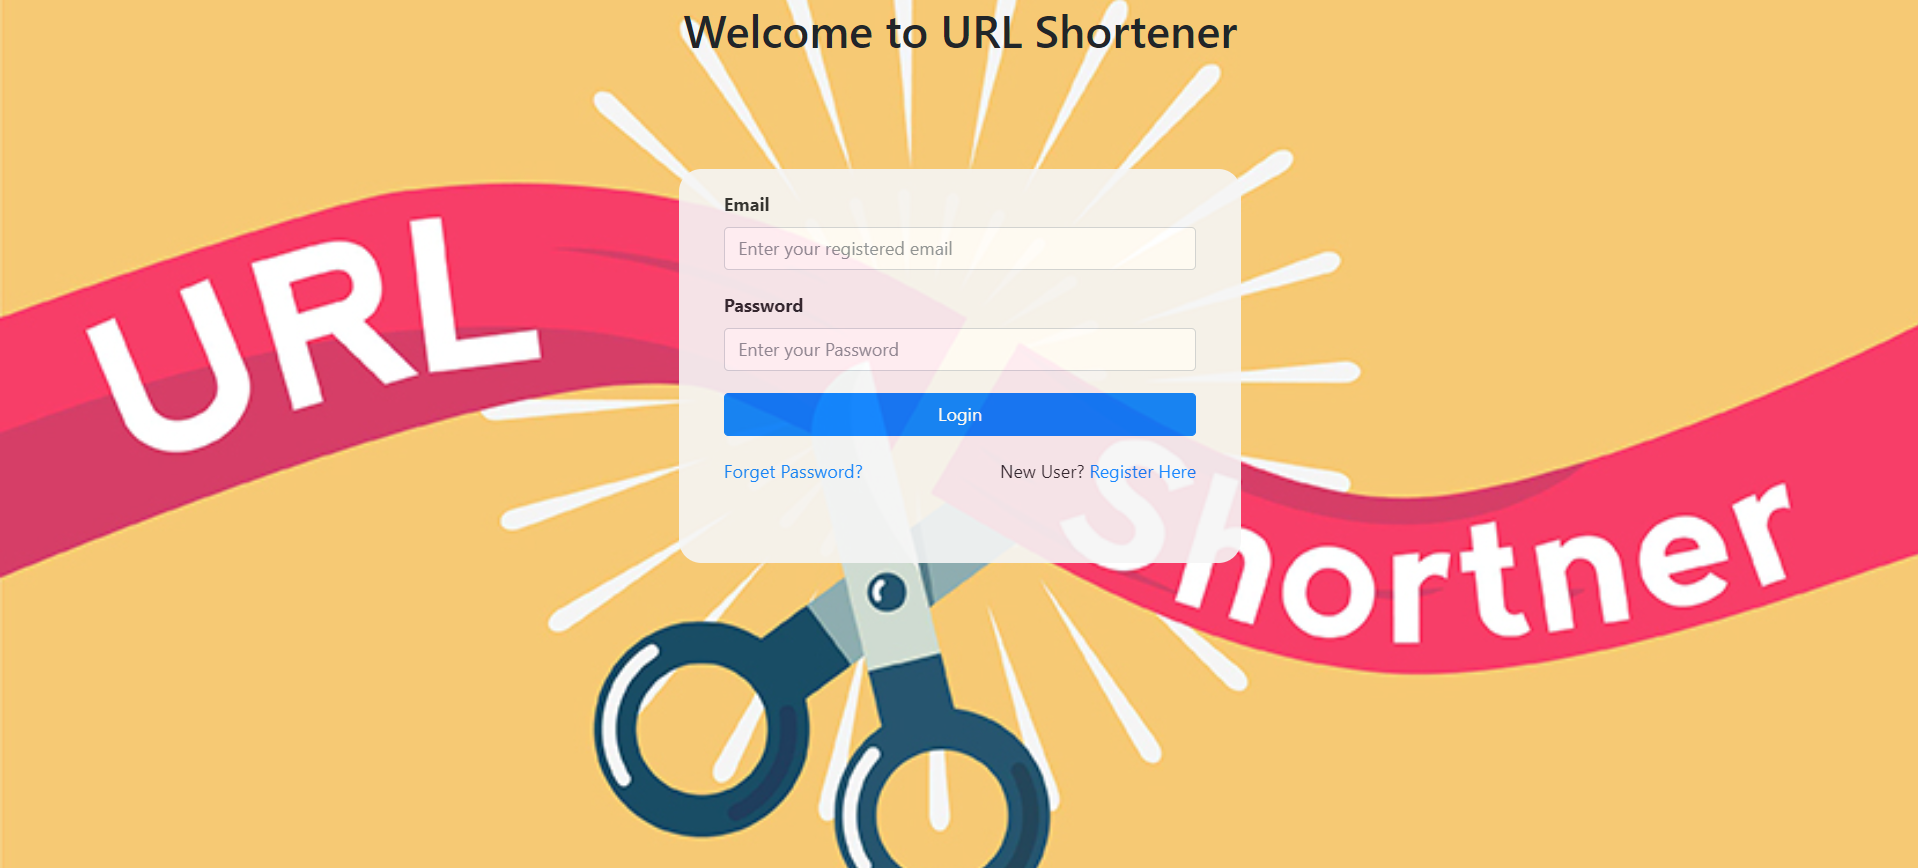 Welcome to URL Shortener
URL
Email
Enter your registered email
Password
Enter your Password
Login
Forget Password?
New User? Register Here
Shortner